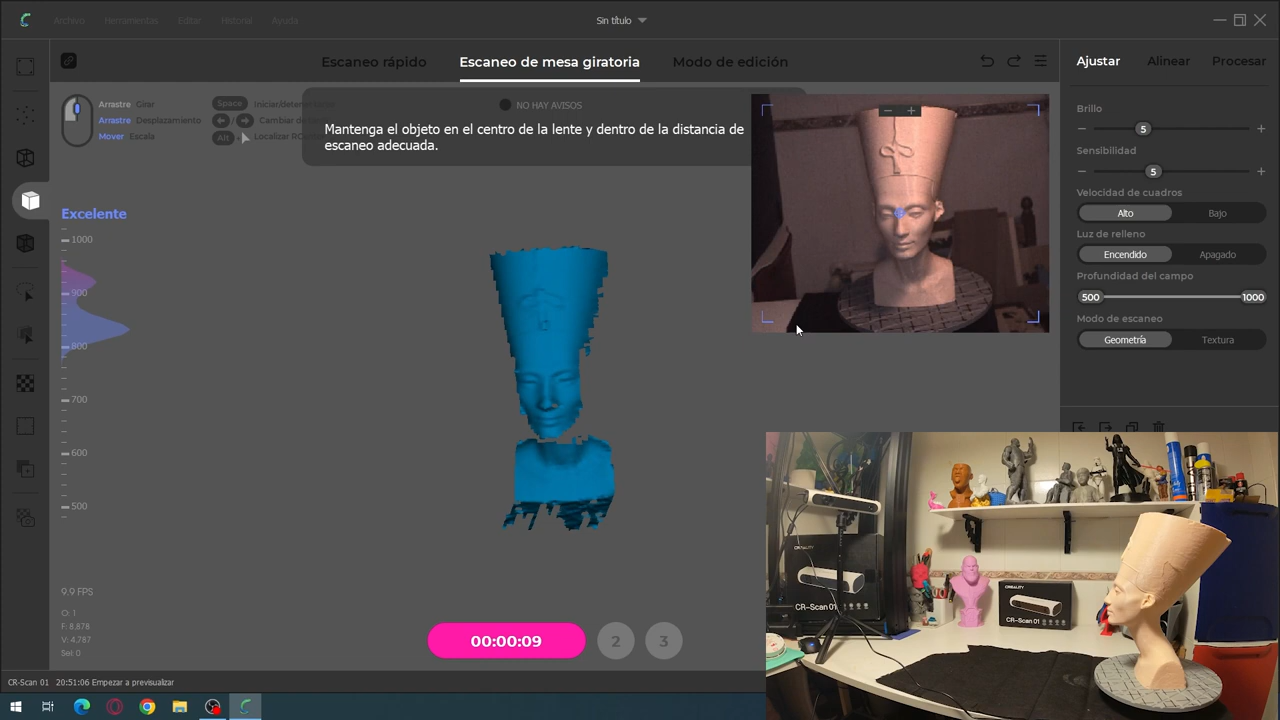 Archivo
Herramientas
Editar
Historial
Ayuda
Sin título
Escaneo rápido
Escaneo de mesa giratoria
Modo de edición
Ajustar
Alinear
Procesar
Arrastre Girar
Arrastre Desplazamiento
Mover Escala
Space Iniciar/detener
Cambiar
Alt Localizar
NO HAY AVISOS
Mantenga el objeto en el centro de la lente y dentro de la distancia de
escaneo adecuada.
Brillo
5
Sensibilidad
5
Velocidad de cuadros
Alto Bajo
Luz de relleno
Encendido Apagado
Profundidad del campo
500 1000
Modo de escaneo
Geometría Textura
Excelente
1000
900
800
700
600
500
9.9 FPS
O: 1
F: 8,878
V: 4,787
Sel: 0
00:00:09
2
3
CREALITY
CR-Scan 01
CREALITY
CR-Scan 01
CR-Scan 01 20:51:06 Empezar a previsualizar